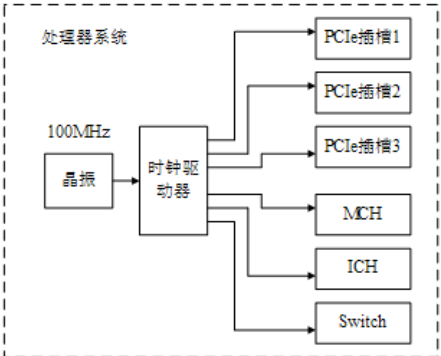 处理器系统
100MHz
晶振
时钟驱
动器
PCIe插槽1
PCIe插槽2
PCIe插槽3
MCH
ICH
Switch